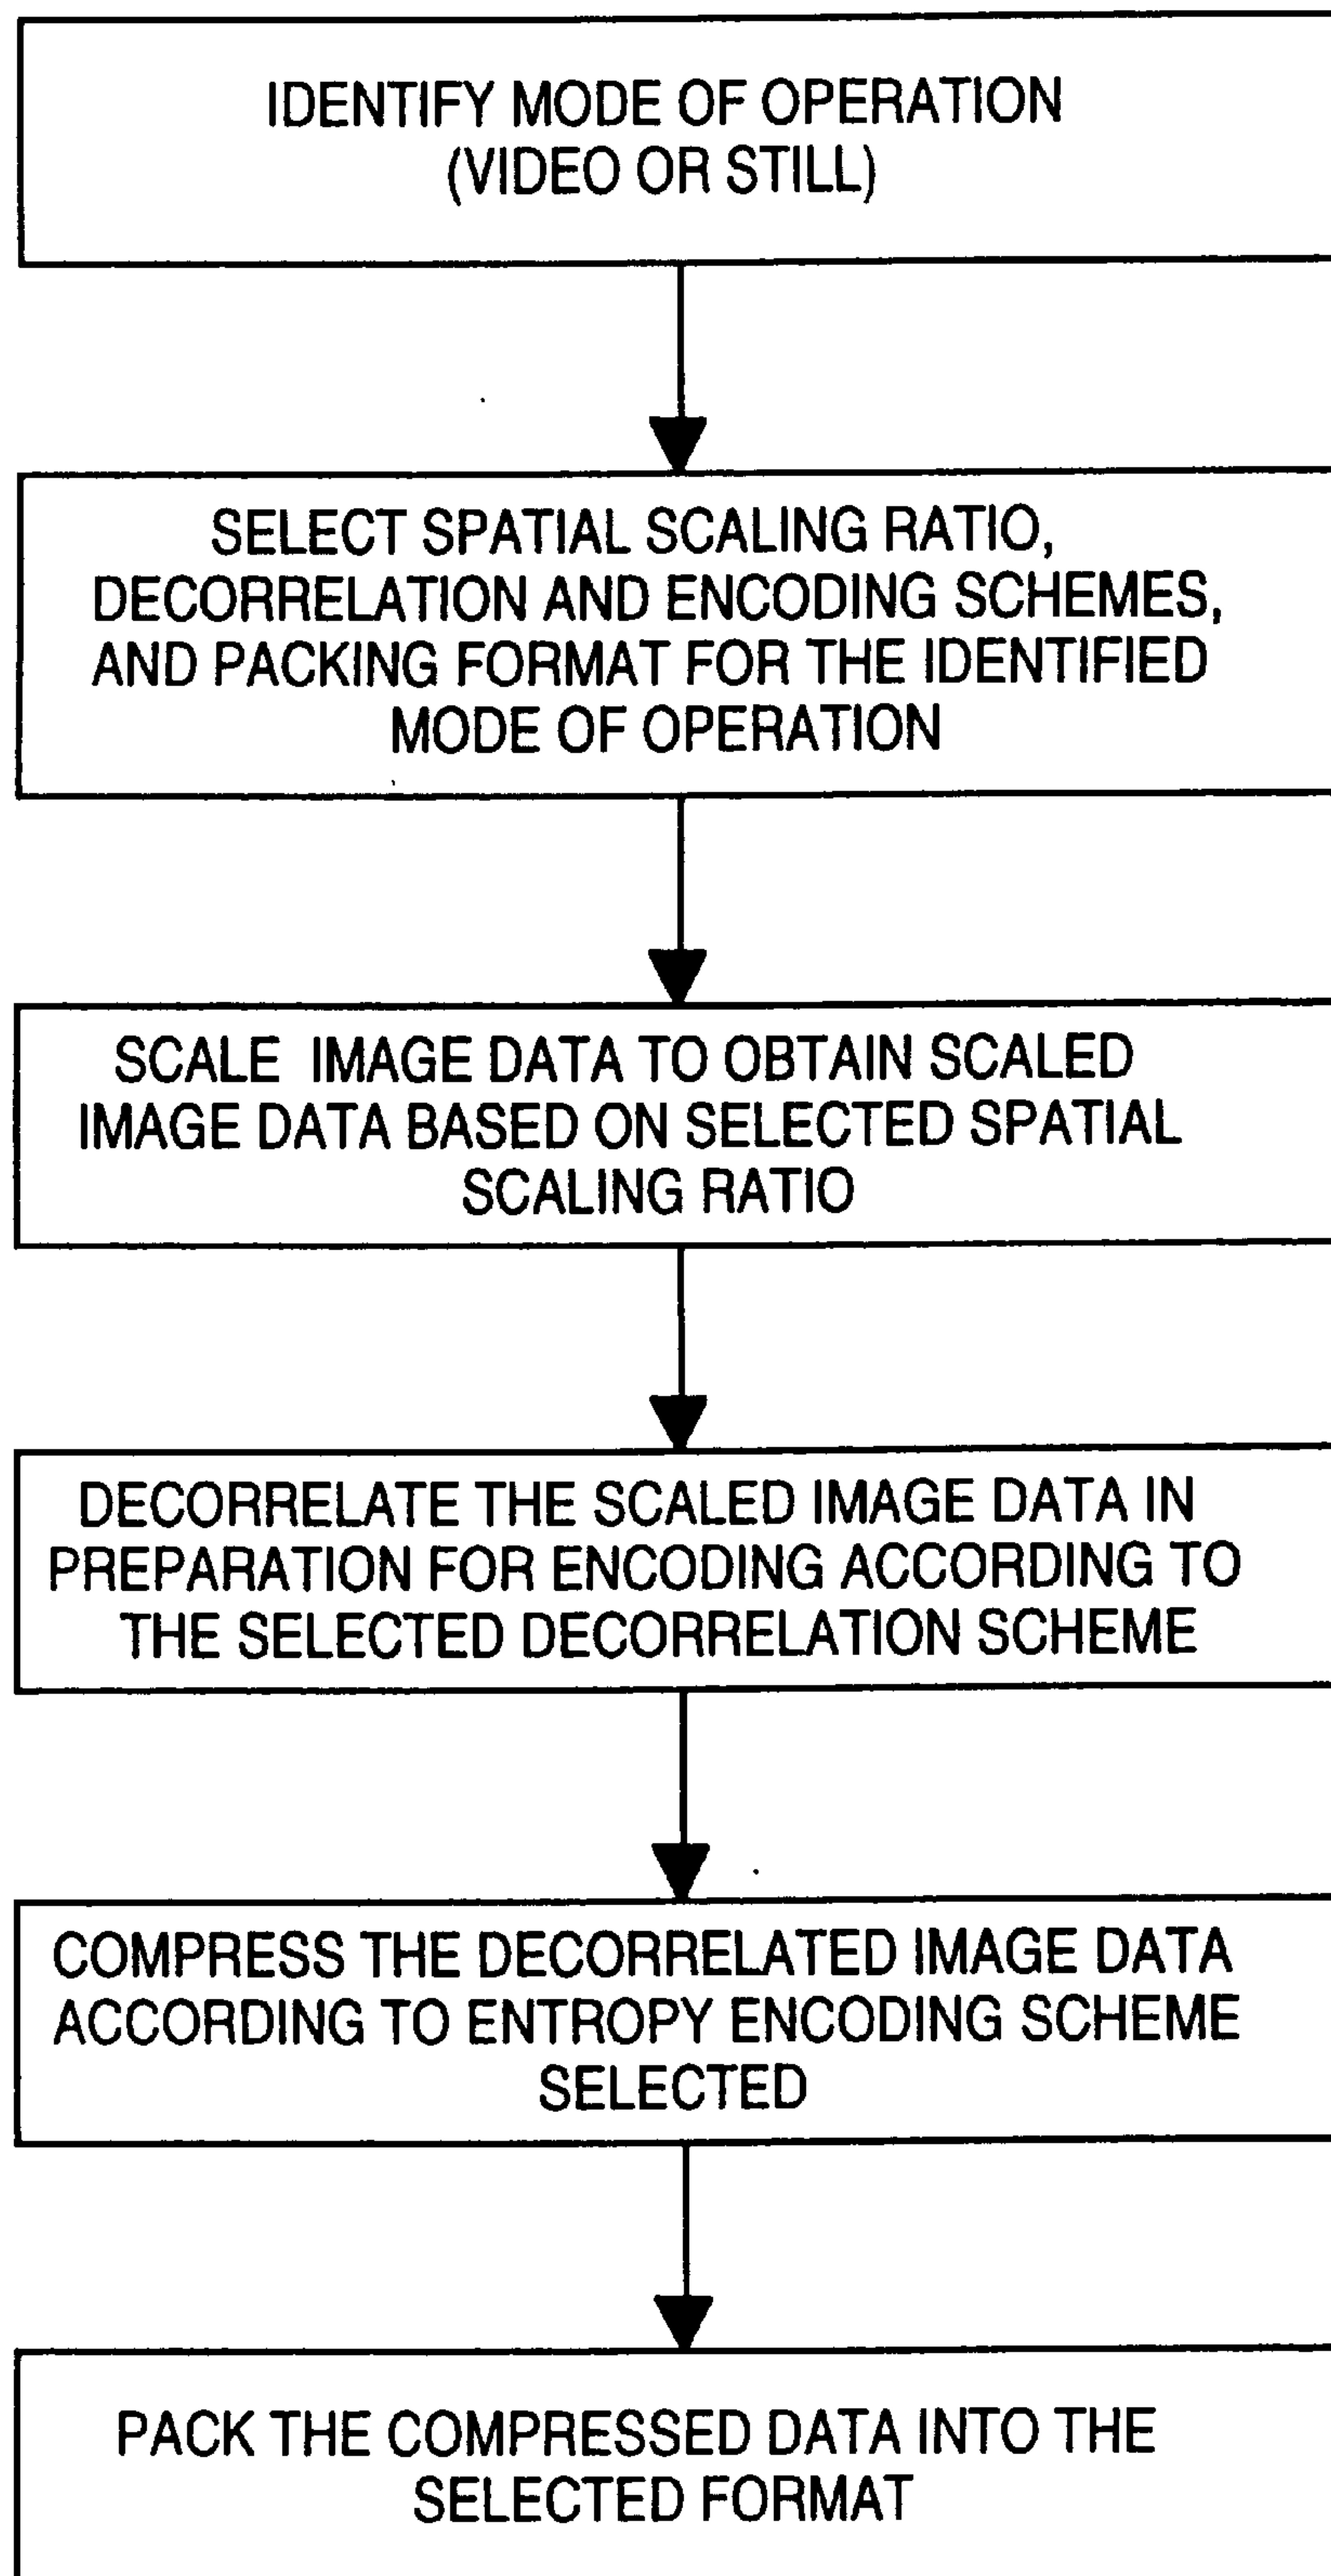 IDENTIFY MODE OF OPERATION
(VIDEO OR STILL)
SELECT SPATIAL SCALING RATIO,
DECORRELATION AND ENCODING SCHEMES,
AND PACKING FORMAT FOR THE IDENTIFIED
MODE OF OPERATION
SCALE IMAGE DATA TO OBTAIN SCALED
IMAGE DATA BASED ON SELECTED SPATIAL
SCALING RATIO
DECORRELATE THE SCALED IMAGE DATA IN
PREPARATION FOR ENCODING ACCORDING TO
THE SELECTED DECORRELATION SCHEME
COMPRESS THE DECORRELATED IMAGE DATA
ACCORDING TO ENTROPY ENCODING SCHEME
SELECTED
PACK THE COMPRESSED DATA INTO THE
SELECTED FORMAT